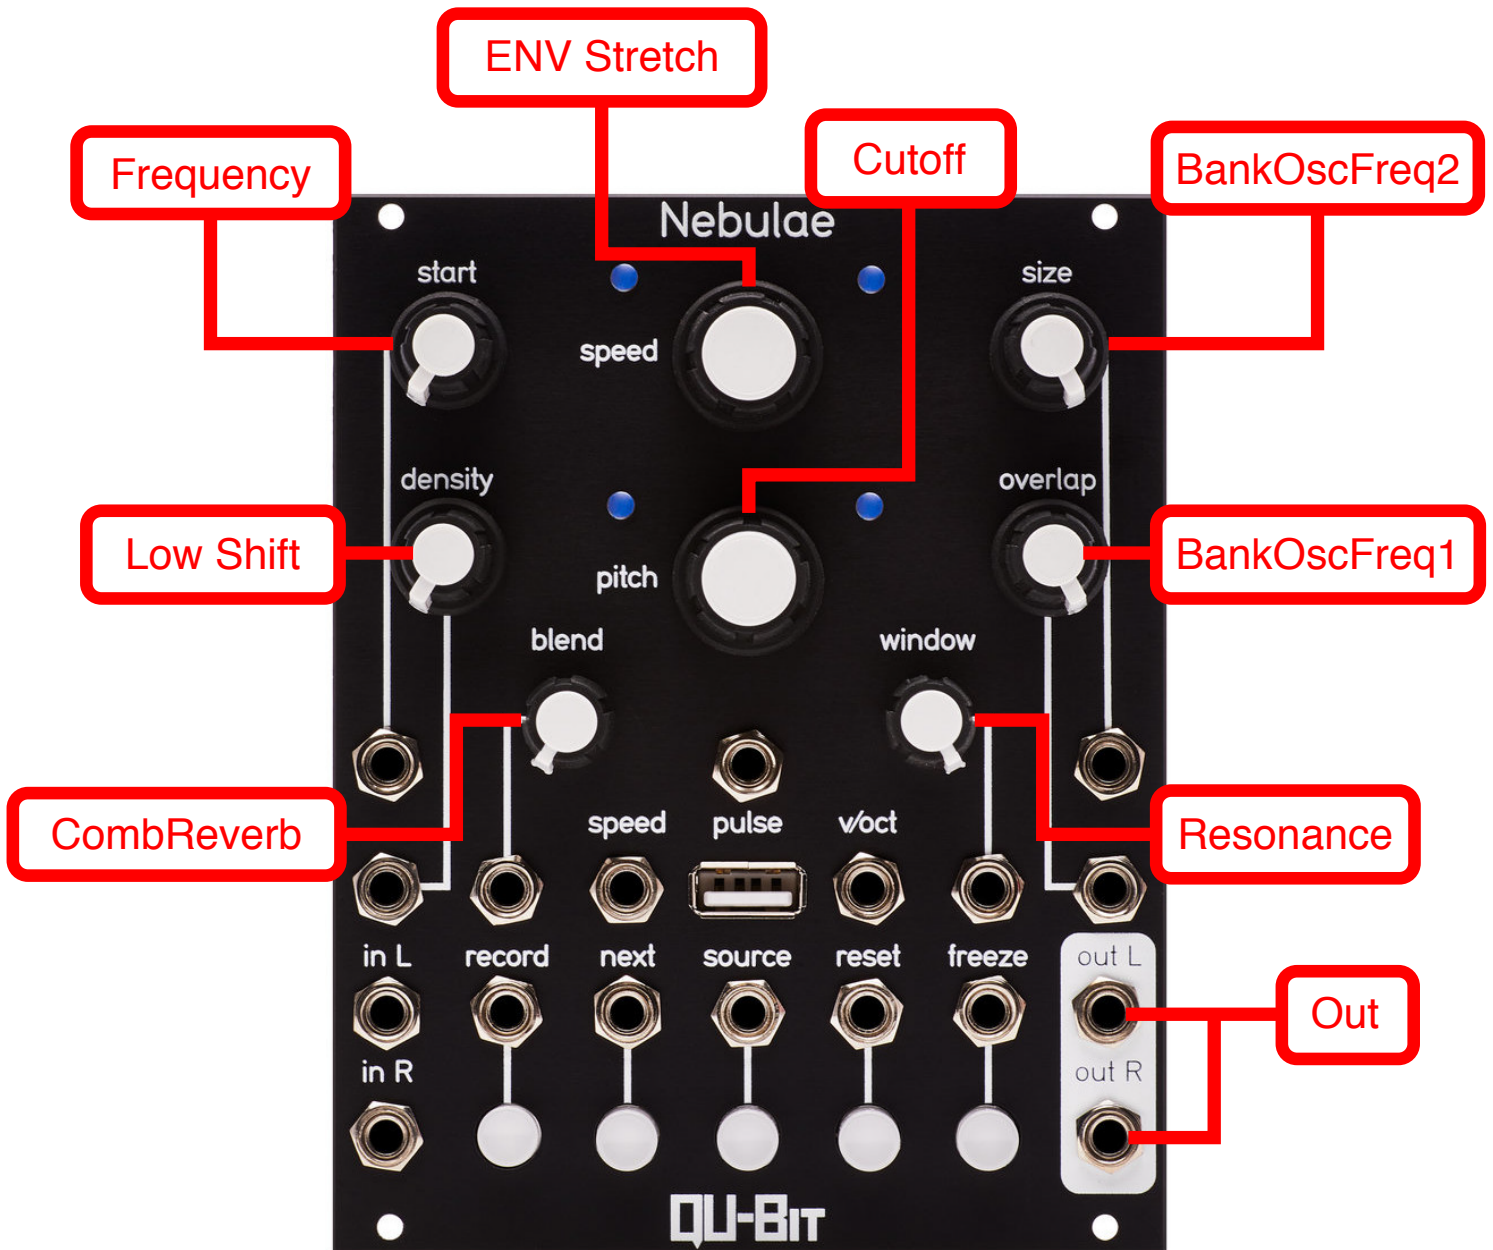 ENV Stretch
Frequency
Cutoff
BankOscFreq2
Nebulae
start
size
speed
density
overlap
Low Shift
BankOscFreq1
pitch
blend
window
CombReverb
speed
pulse
v/oct
Resonance
in L
record
next
source
reset
freeze
out L
Out
in R
out R
QU-BIT